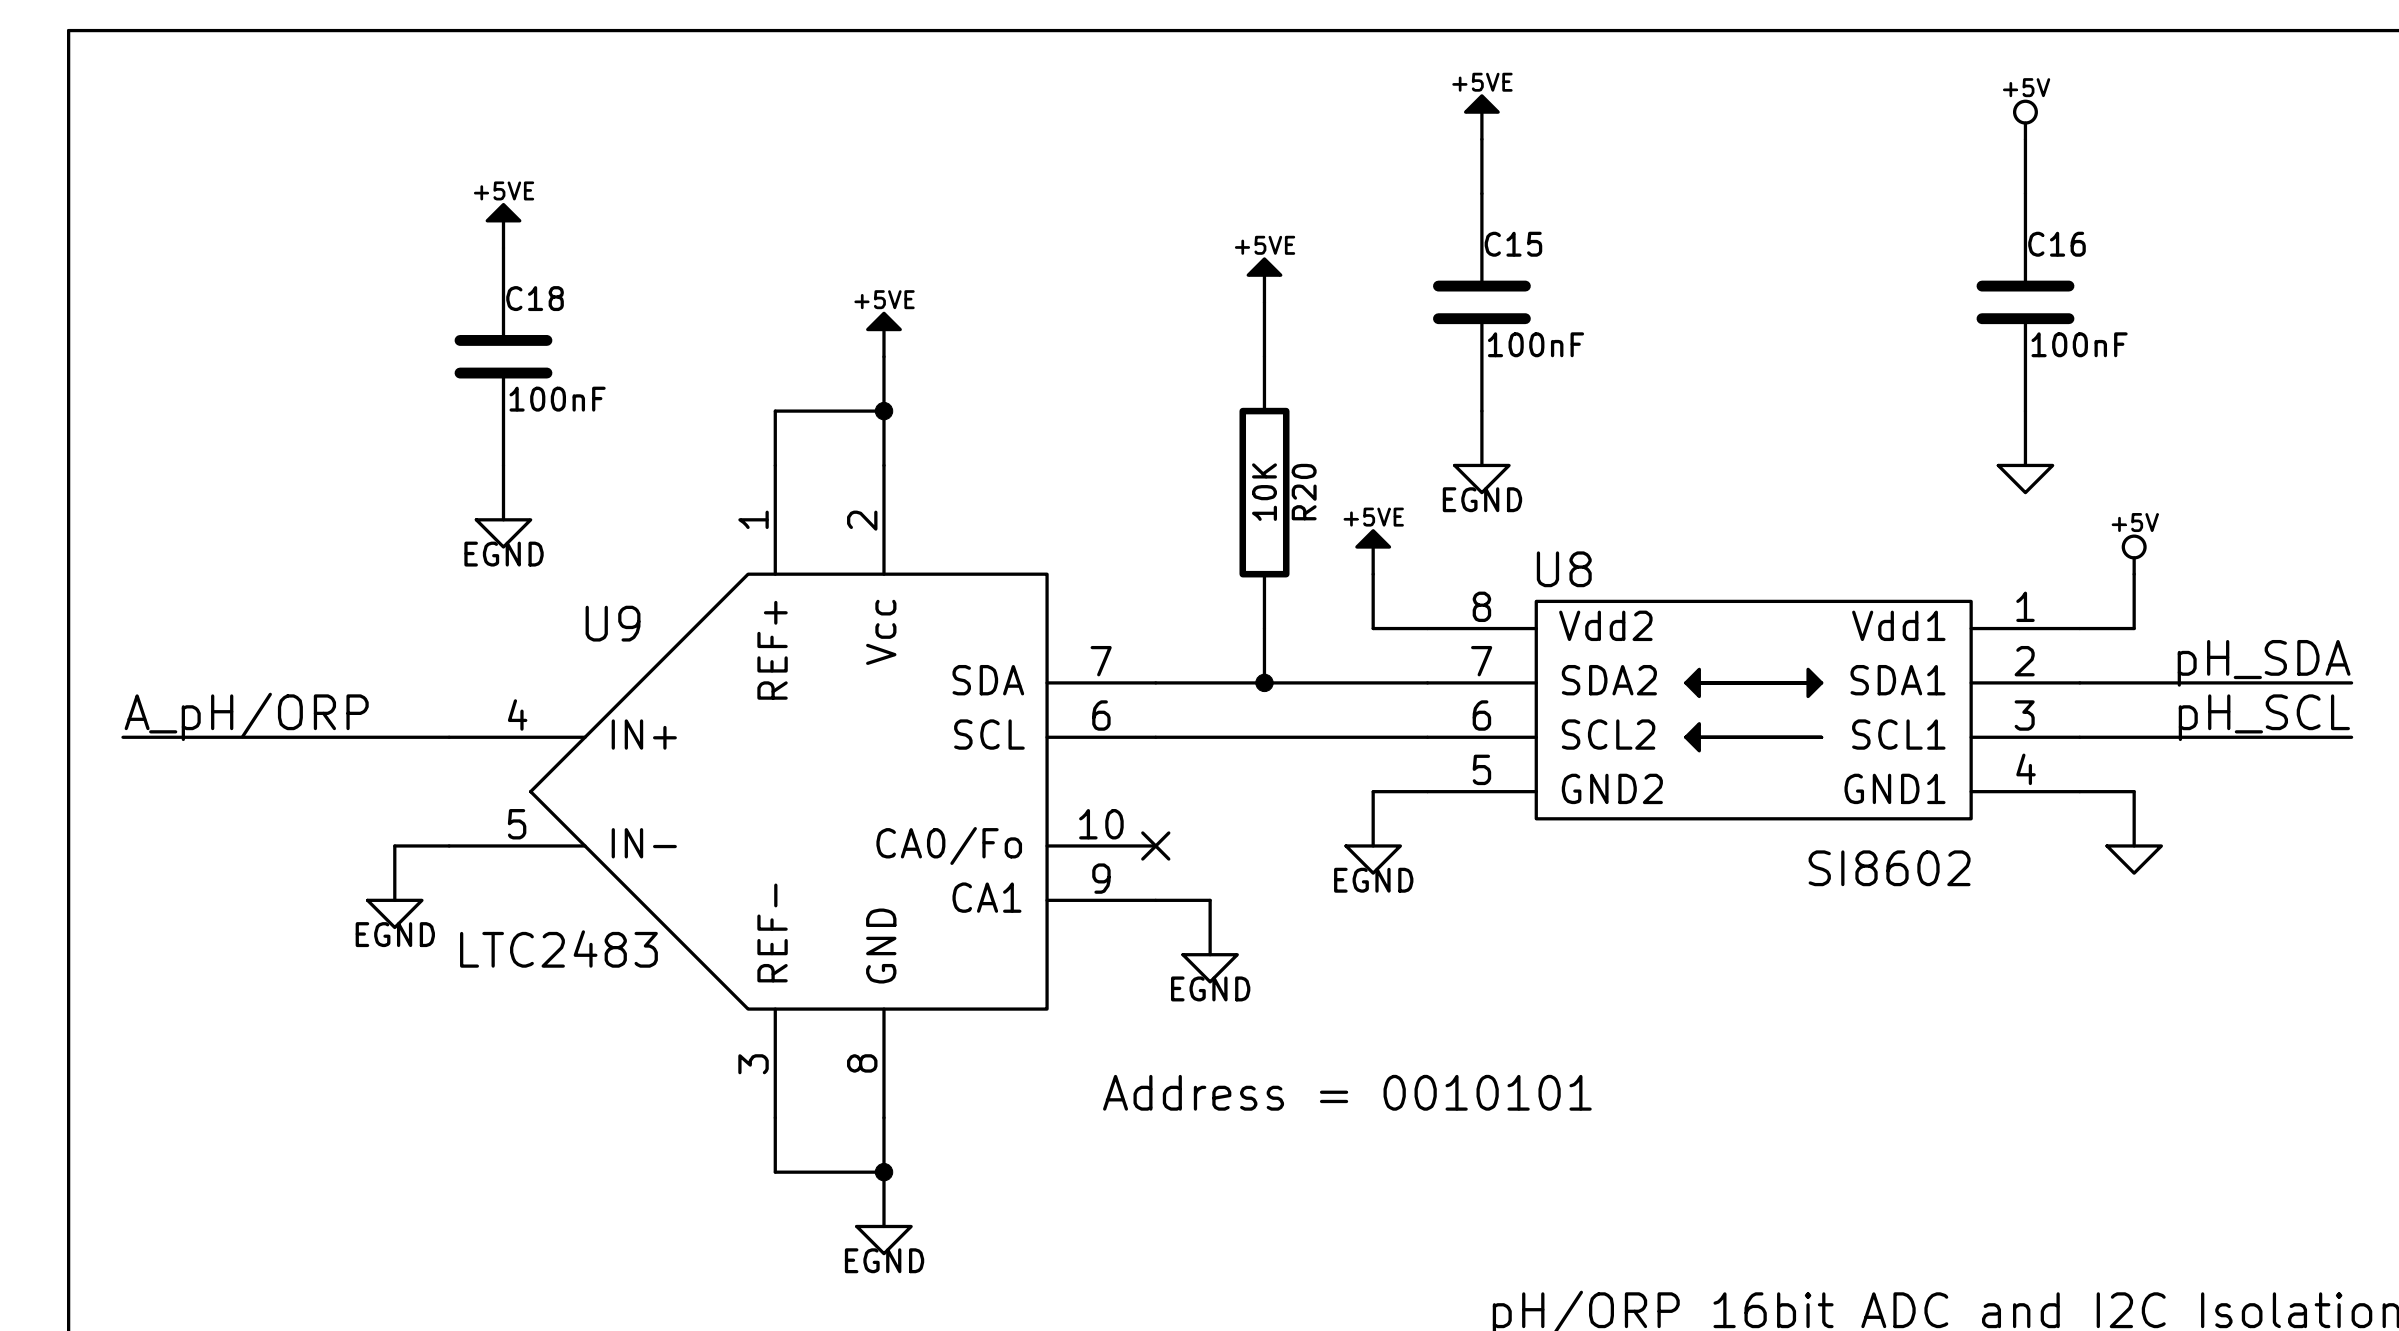 +5VE
+5V
+5VE
C15
C16
+5VE
C18
+5VE
100nF
100nF
100nF
10K
R20
EGND
+5VE
+5V
EGND
1
2
U8
U9
8
Vdd2
Vdd1
1
REF+
Vcc
SDA
7
7
SDA2
SDA1
2
pH_SDA
A_pH/ORP
4
IN+
SCL
6
6
SCL2
SCL1
3
pH_SCL
5
GND2
GND1
4
5
IN-
CA0/Fo
10
EGND
SI8602
CA1
9
EGND
LTC2483
REF-
GND
EGND
3
8
Address = 0010101
EGND
pH/ORP 16bit ADC and I2C Isolation